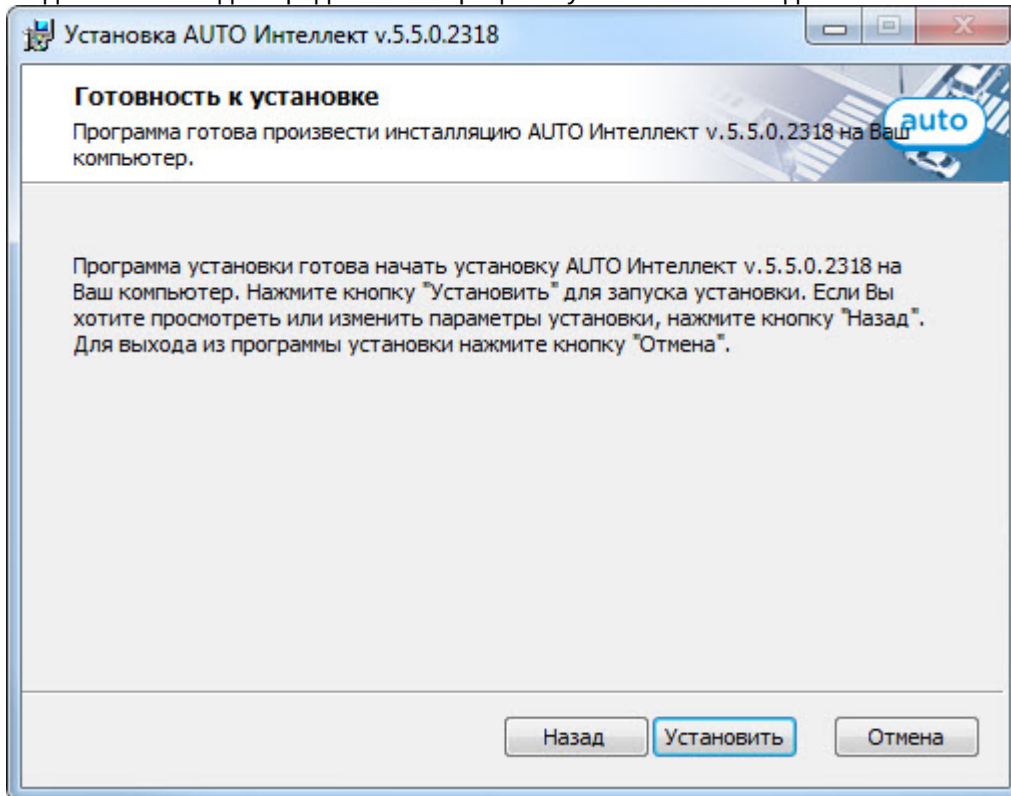 Установка AUTO Интеллект v.5.5.0.2318
Готовность к установке
Программа готова произвести инсталляцию AUTO Интеллект v.5.5.0.2318 на Ваш
компьютер.
auto
Программа установки готова начать установку AUTO Интеллект v.5.5.0.2318 на
Ваш компьютер. Нажмите кнопку "Установить" для запуска установки. Если Вы
хотите просмотреть или изменить параметры установки, нажмите кнопку "Назад".
Для выхода из программы установки нажмите кнопку "Отмена".
Назад
Установить
Отмена